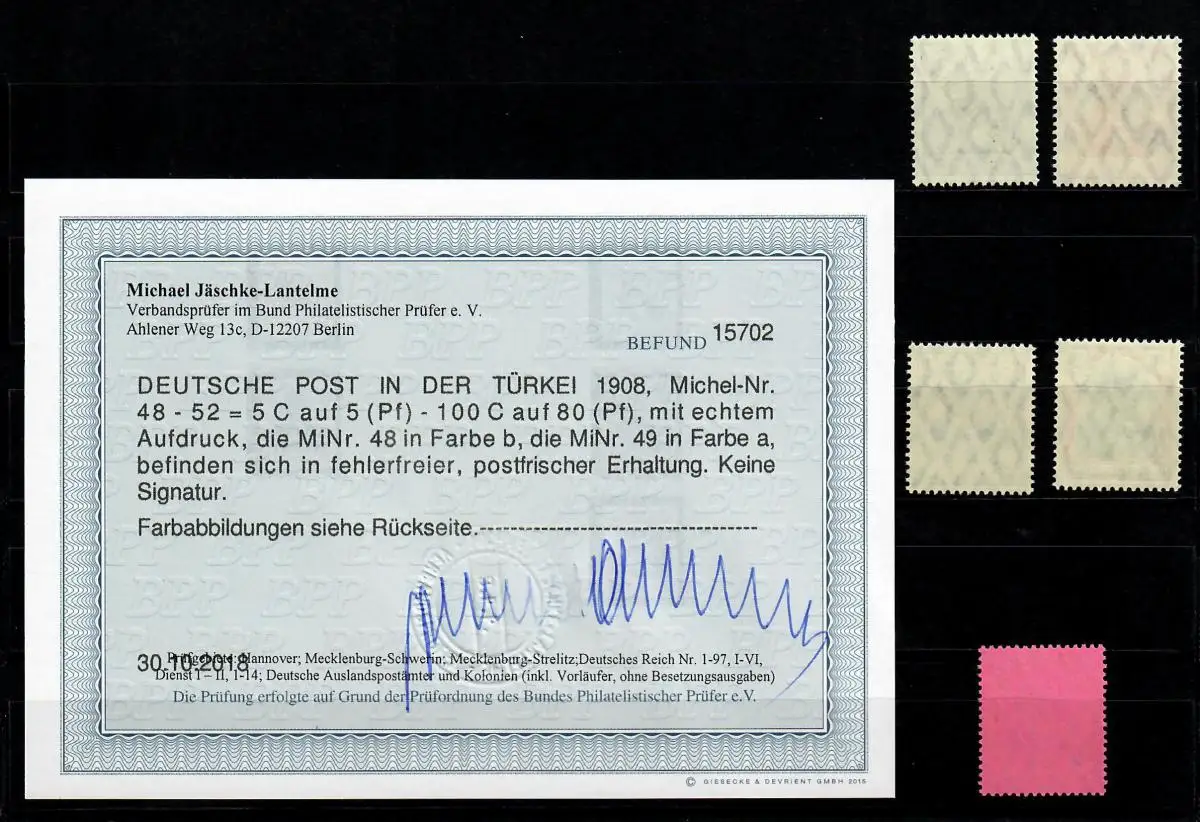 Michael Jäschke-Lantelme
Verbandsprüfer im Bund Philatelistischer Prüfer e. V.
Ahlener Weg 13c, D-12207 Berlin
BEFUND 15702
DEUTSCHE POST IN DER TÜRKEI 1908, Michel-Nr.
48 - 52 = 5 C auf 5 (Pf) - 100 C auf 80 (Pf), mit echtem
Aufdruck, die MiNr. 48 in Farbe b, die MiNr. 49 in Farbe a,
befinden sich in fehlerfreier, postfrischer Erhaltung. Keine
Signatur.
Farbabbildungen siehe Rückseite.
30.10.2018
Prüfgebiete: Hannover; Mecklenburg-Schwerin; Mecklenburg-Strelitz;Deutsches Reich Nr. 1-97, I-VI,
Dienst I – II, 1-14; Deutsche Auslandspostämter und Kolonien (inkl. Vorläufer, ohne Besetzungsausgaben)
Die Prüfung erfolgte auf Grund der Prüfordnung des Bundes Philatelistischer Prüfer e.V.
© GIESECKE & DEVRIENT GMBH 2015